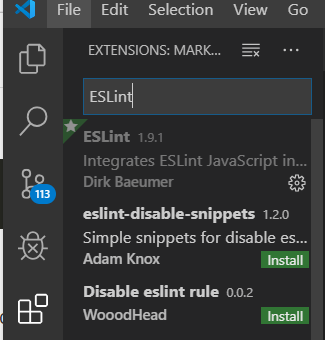 File Edit Selection View Go
EXTENSIONS: MARK...
ESLint
ESLint 1.9.1
Integrates ESLint JavaScript in...
Dirk Baeumer
113
eslint-disable-snippets 1.2.0
Simple snippets for disable es...
Adam Knox Install
Disable eslint rule 0.0.2
WooodHead Install